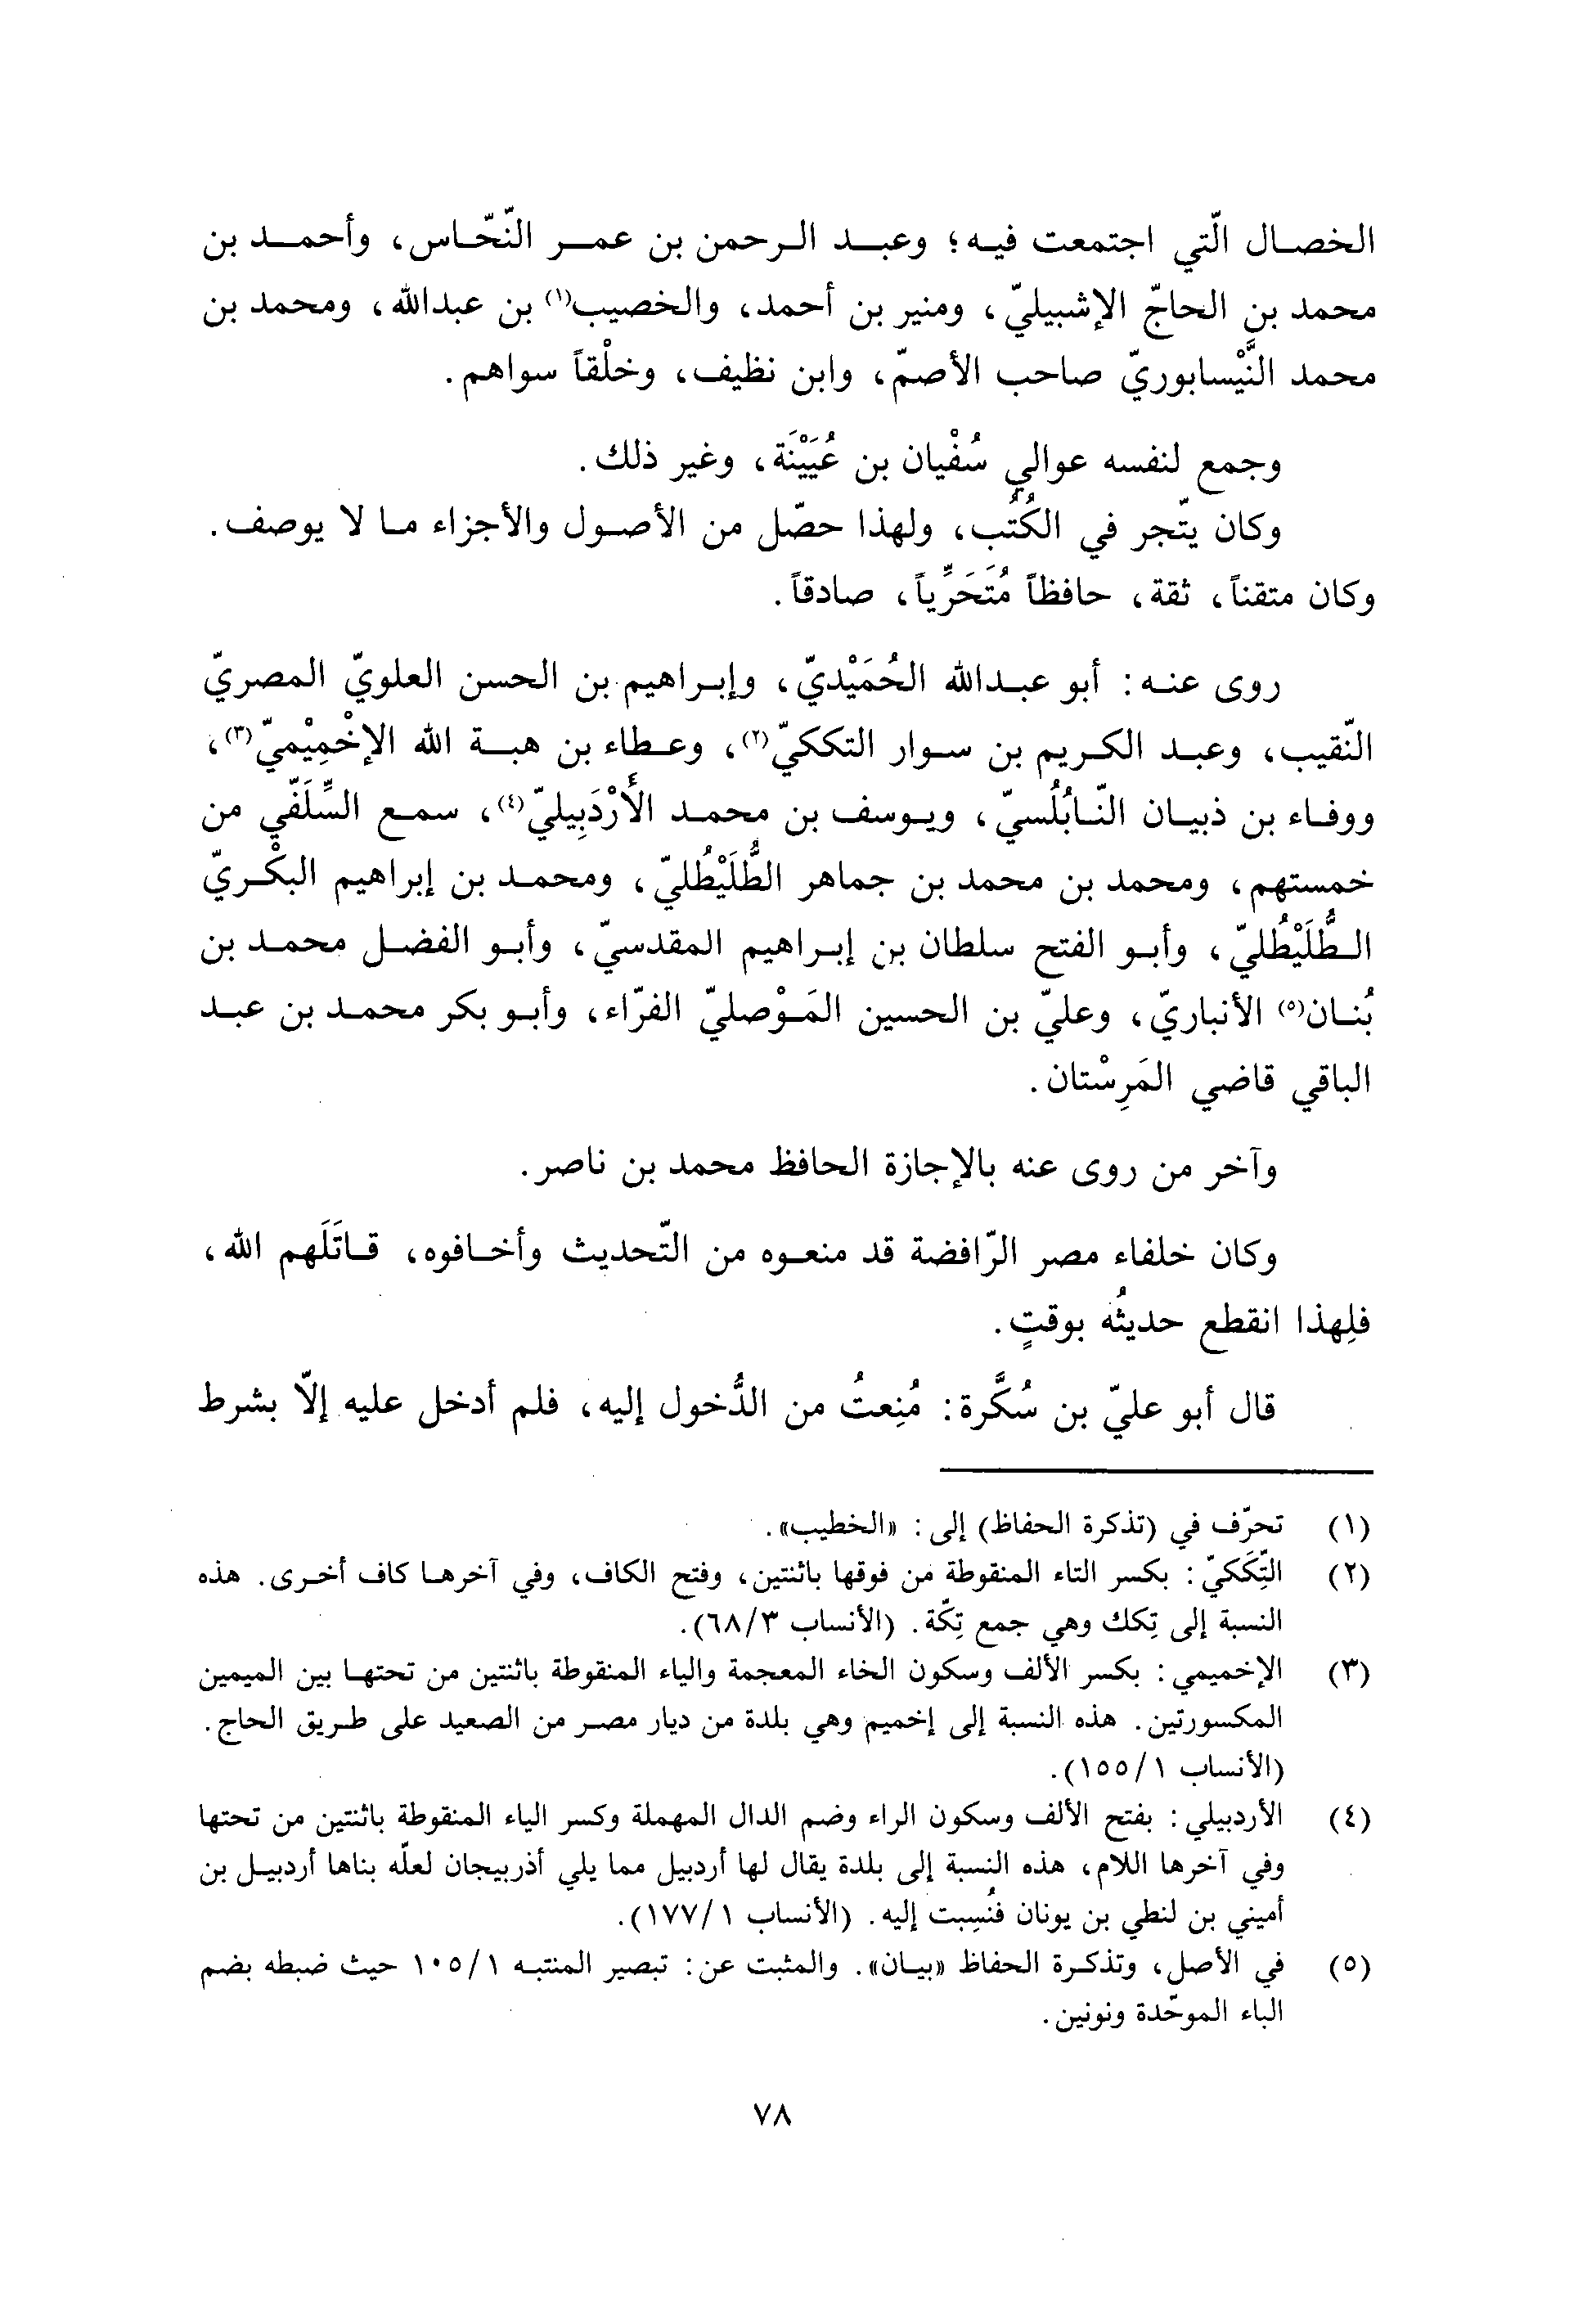 الخصال الّتي اجتمعت فيه؛ وعبد الرحمن بن عمر النّحّاس، وأحمد بن
محمد بن الحاجّ الإشبيليّ، ومنير بن أحمد، والخصيب(١) بن عبدالله، ومحمد بن
محمد النَّيْسابوريّ صاحب الأصمّ، وابن نظيف، وخلْقاً سواهم.
وجمع لنفسه عوالي سُفْيان بن عُيَيْنَة، وغير ذلك.
وكان يتّجر في الكُتُب، ولهذا حصّل من الأصول والأجزاء ما لا يوصف.
وكان متقناً، ثقة، حافظاً مُتَحَرِّياً، صادقاً.
روى عنه: أبو عبدالله الحُمَيْديّ، وإبراهيم بن الحسن العلويّ المصريّ
النّقيب، وعبد الكريم بن سوار التككيّ(٢)، وعطاء بن هبة الله الإخْمِيْميّ(٣)،
ووفاء بن ذبيان النّابُلُسيّ، ويوسف بن محمد الأَرْدَبِيليّ(٤)، سمع السِّلَفّي من
خمستهم، ومحمد بن محمد بن جماهر الطُّلَيْطُليّ، ومحمد بن إبراهيم البكْريّ
الطُّلَيْطُليّ، وأبو الفتح سلطان بن إبراهيم المقدسيّ، وأبو الفضل محمد بن
بُنان(٥) الأنباريّ، وعليّ بن الحسين المَوْصليّ الفرّاء، وأبو بكر محمد بن عبد
الباقي قاضي المَرِسْتان.
وآخر من روى عنه بالإجازة الحافظ محمد بن ناصر.
وكان خلفاء مصر الرّافضة قد منعوه من التّحديث وأخافوه، قاتَلَهم الله،
فلِهذا انقطع حديثُه بوقتٍ.
قال أبو عليّ بن سُكَّرة: مُنِعتُ من الدُّخول إليه، فلم أدخل عليه إلّا بشرط
(١) تحرّف في (تذكرة الحفاظ) إلى: «الخطيب».
(٢) التِّكَكيّ: بكسر التاء المنقوطة من فوقها باثنتين، وفتح الكاف، وفي آخرها كاف أخرى. هذه
النسبة إلى تِكك وهي جمع تِكّة. (الأنساب ٦٨/٣).
(٣) الإخميمي: بكسر الألف وسكون الخاء المعجمة والياء المنقوطة باثنتين من تحتها بين الميمين
المكسورتين. هذه النسبة إلى إخميم وهي بلدة من ديار مصر من الصعيد على طريق الحاج.
(الأنساب ١٥٥/١).
(٤) الأردبيلي: بفتح الألف وسكون الراء وضم الدال المهملة وكسر الياء المنقوطة باثنتين من تحتها
وفي آخرها اللام، هذه النسبة إلى بلدة يقال لها أردبيل مما يلي أذربيجان لعلّه بناها أردبيل بن
أميني بن لنطي بن يونان فنُسِبت إليه. (الأنساب ١٧٧/١).
(٥) في الأصل، وتذكرة الحفاظ «بيان». والمثبت عن: تبصير المنتبه ١٠٥/١ حيث ضبطه بضم
الباء الموحّدة ونونين.
٧٨